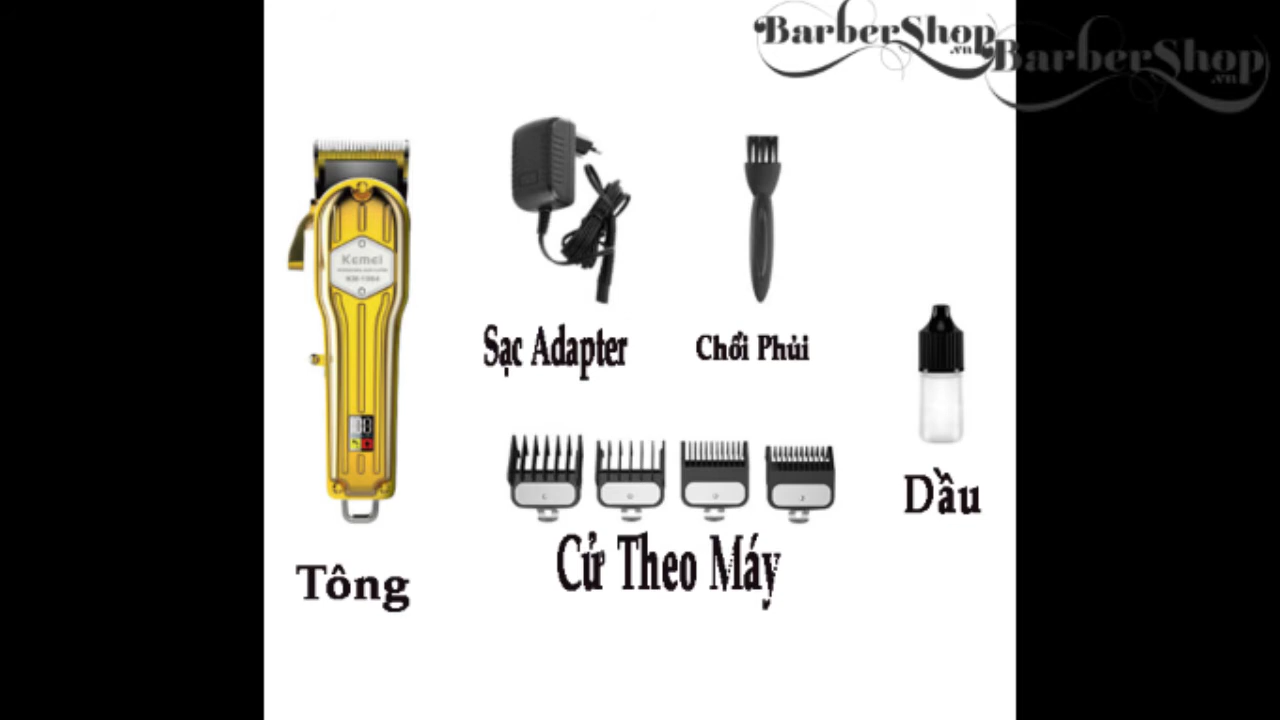 BarberShop
.vn
BarberShop
.vn
Kemei
Sạc Adapter
Chổi Phủi
Dầu
Cử Theo Máy
Tông